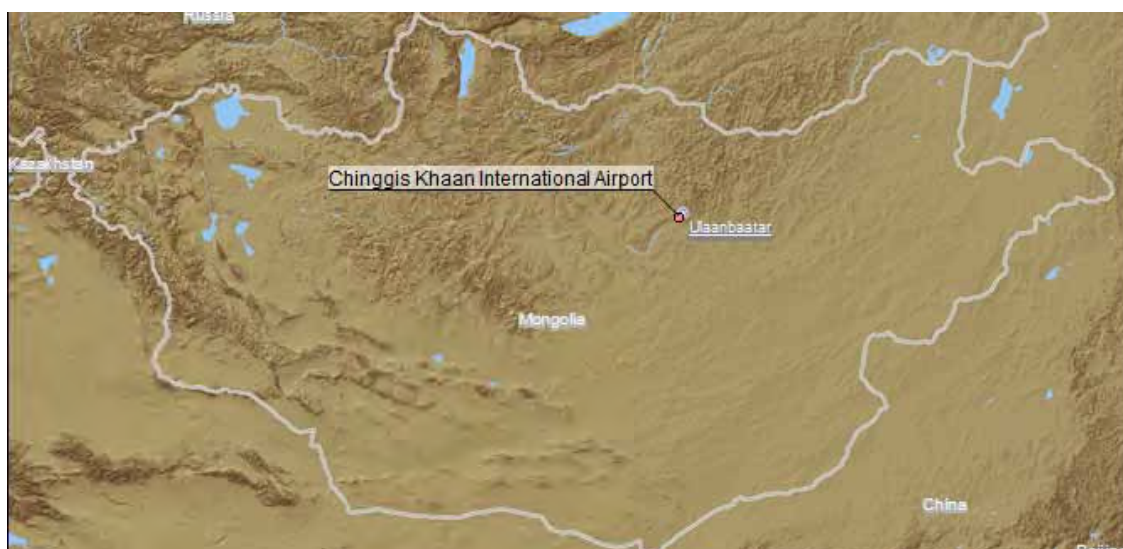 Russia
Kazakhstan
Chinggis Khaan International Airport
Ulaanbaatar
Mongolia
China